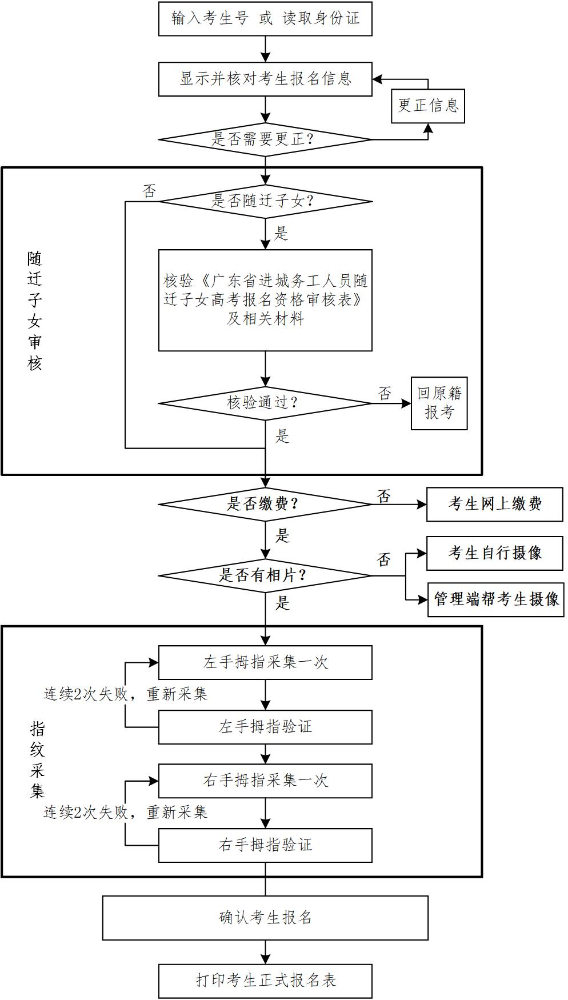 输入考生号 或 读取身份证
显示并核对考生报名信息
更正信息
是否需要更正？
否
是否随迁子女？
是
随迁子女审核
核验《广东省进城务工人员随
迁子女高考报名资格审核表》
及相关材料
核验通过？
否
回原籍
报考
是
是否缴费？
否
考生网上缴费
是
考生自行摄像
是否有相片？
否
管理端帮考生摄像
是
左手拇指采集一次
连续2次失败，重新采集
左手拇指验证
指纹采集
右手拇指采集一次
连续2次失败，重新采集
右手拇指验证
确认考生报名
打印考生正式报名表